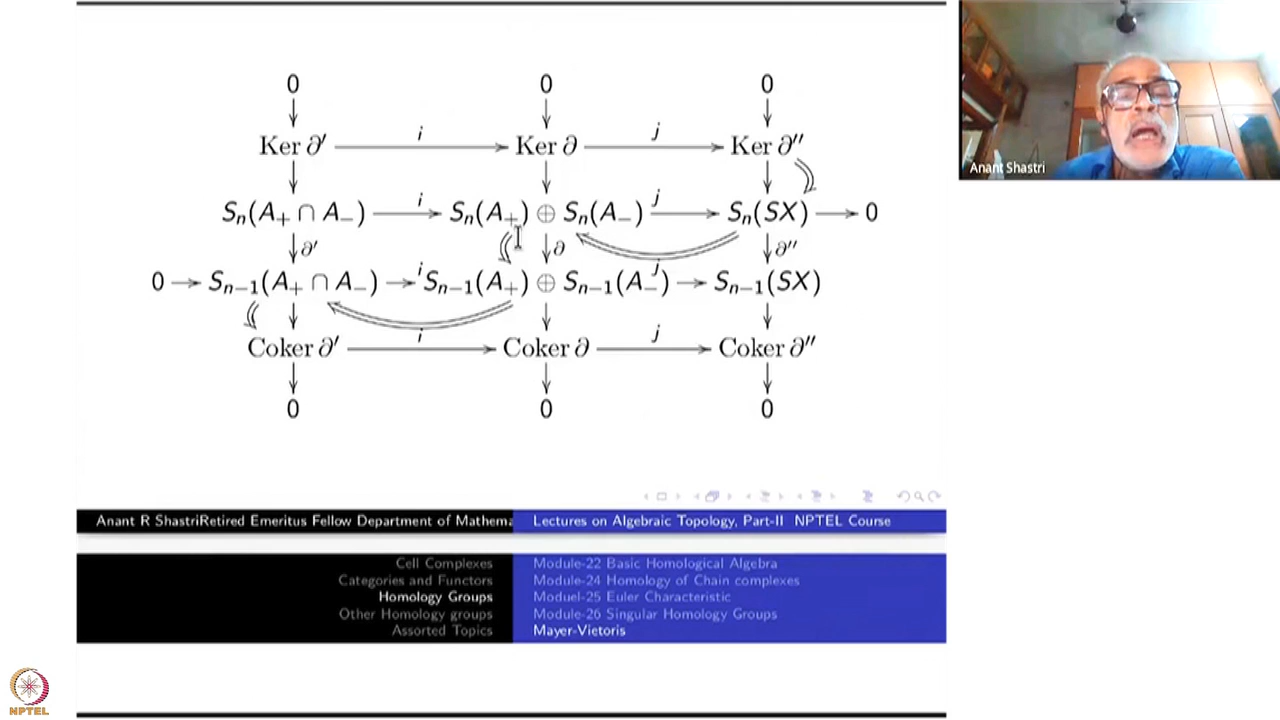 0 0 0
Ker ∂′ i Ker ∂ j Ker ∂″
Sₙ(A₊ ∩ A₋) i Sₙ(A₊) ⊕ Sₙ(A₋) j Sₙ(SX) → 0
∂′ ∂ ∂″
0 → Sₙ₋₁(A₊ ∩ A₋) → i Sₙ₋₁(A₊) ⊕ Sₙ₋₁(A₋) j → Sₙ₋₁(SX)
Coker ∂′ i Coker ∂ j Coker ∂″
0 0 0
Anant Shastri
Anant R ShastriRetired Emeritus Fellow Department of Mathema Lectures on Algebraic Topology, Part-II NPTEL Course
Cell Complexes Module-22 Basic Homological Algebra
Categories and Functors Module-24 Homology of Chain complexes
Homology Groups Moduel-25 Euler Characteristic
Other Homology groups Module-26 Singular Homology Groups
Assorted Topics Mayer-Vietoris
NPTEL